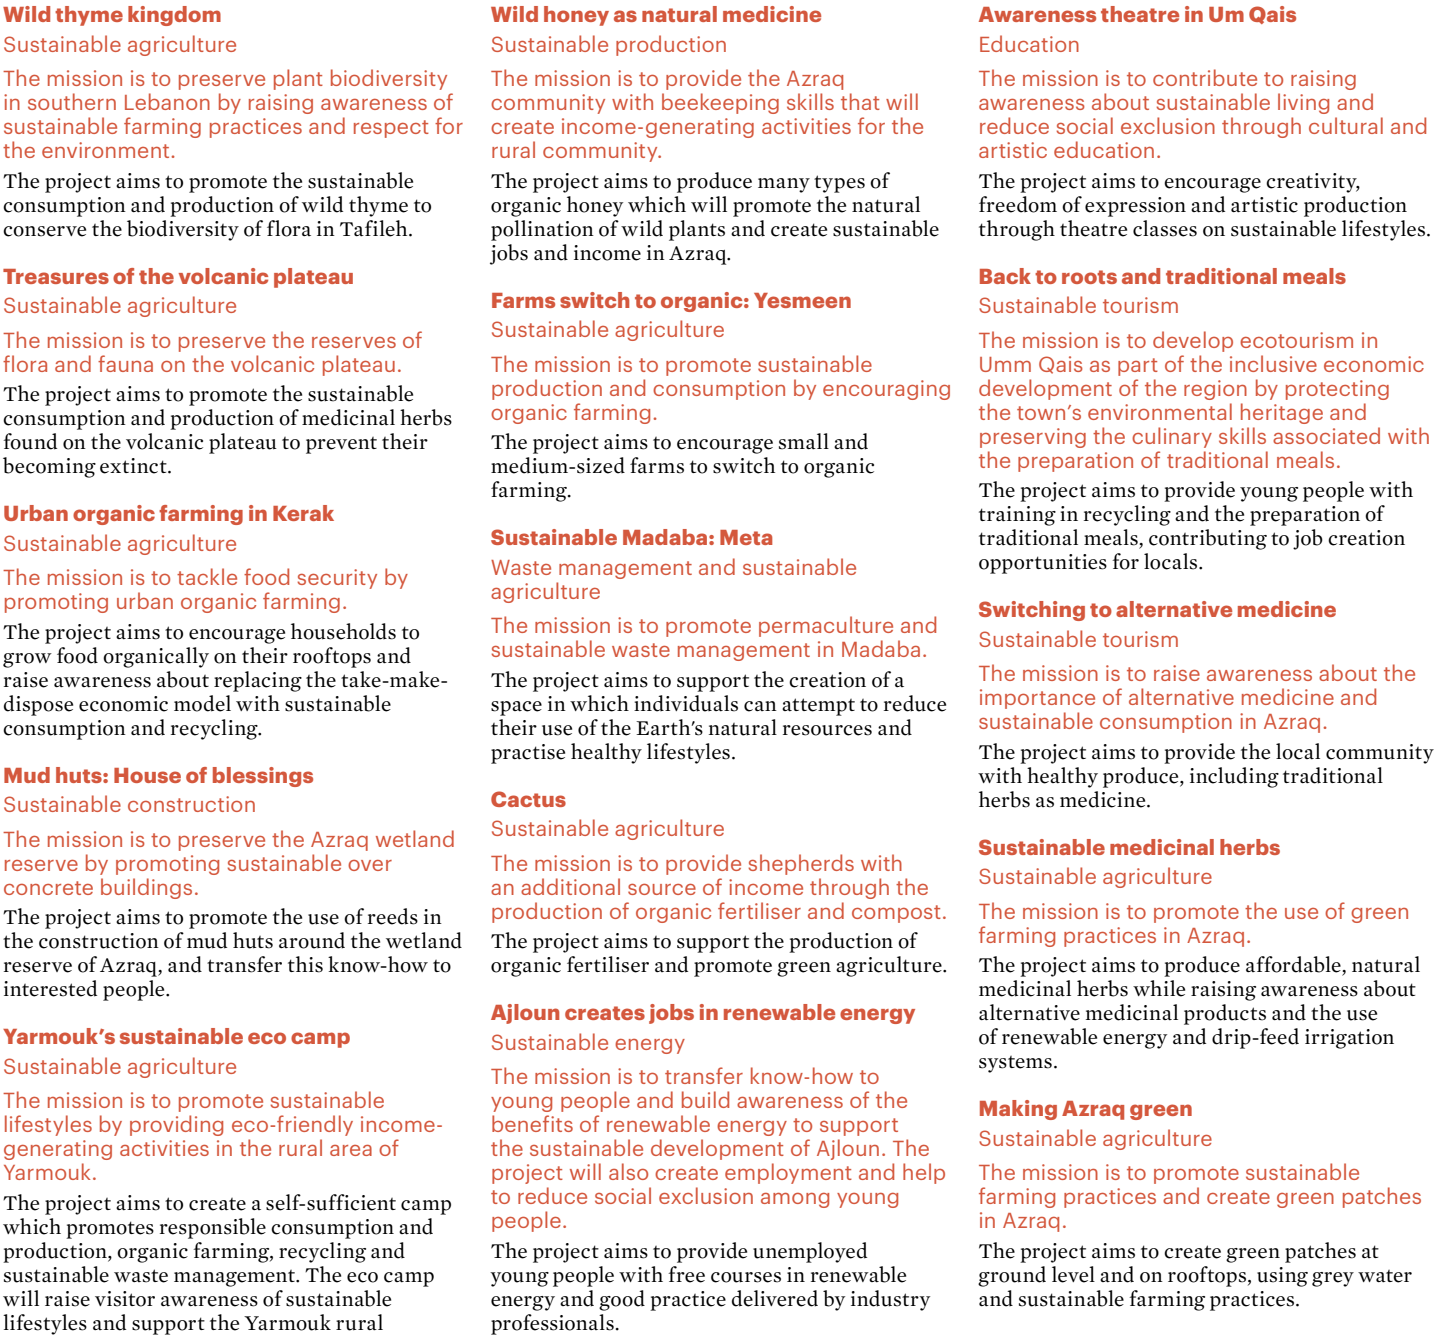 Wild thyme kingdom
Sustainable agriculture
The mission is to preserve plant biodiversity
in southern Lebanon by raising awareness of
sustainable farming practices and respect for
the environment.
The project aims to promote the sustainable
consumption and production of wild thyme to
conserve the biodiversity of flora in Tafileh.
Treasures of the volcanic plateau
Sustainable agriculture
The mission is to preserve the reserves of
flora and fauna on the volcanic plateau.
The project aims to promote the sustainable
consumption and production of medicinal herbs
found on the volcanic plateau to prevent their
becoming extinct.
Urban organic farming in Kerak
Sustainable agriculture
The mission is to tackle food security by
promoting urban organic farming.
The project aims to encourage households to
grow food organically on their rooftops and
raise awareness about replacing the take-make-
dispose economic model with sustainable
consumption and recycling.
Mud huts: House of blessings
Sustainable construction
The mission is to preserve the Azraq wetland
reserve by promoting sustainable over
concrete buildings.
The project aims to promote the use of reeds in
the construction of mud huts around the wetland
reserve of Azraq, and transfer this know-how to
interested people.
Yarmouk's sustainable eco camp
Sustainable agriculture
The mission is to promote sustainable
lifestyles by providing eco-friendly income-
generating activities in the rural area of
Yarmouk.
The project aims to create a self-sufficient camp
which promotes responsible consumption and
production, organic farming, recycling and
sustainable waste management. The eco camp
will raise visitor awareness of sustainable
lifestyles and support the Yarmouk rural
Wild honey as natural medicine
Sustainable production
The mission is to provide the Azraq
community with beekeeping skills that will
create income-generating activities for the
rural community.
The project aims to produce many types of
organic honey which will promote the natural
pollination of wild plants and create sustainable
jobs and income in Azraq.
Farms switch to organic: Yesmeen
Sustainable agriculture
The mission is to promote sustainable
production and consumption by encouraging
organic farming.
The project aims to encourage small and
medium-sized farms to switch to organic
farming.
Sustainable Madaba: Meta
Waste management and sustainable
agriculture
The mission is to promote permaculture and
sustainable waste management in Madaba.
The project aims to support the creation of a
space in which individuals can attempt to reduce
their use of the Earth's natural resources and
practise healthy lifestyles.
Cactus
Sustainable agriculture
The mission is to provide shepherds with
an additional source of income through the
production of organic fertiliser and compost.
The project aims to support the production of
organic fertiliser and promote green agriculture.
Ajloun creates jobs in renewable energy
Sustainable energy
The mission is to transfer know-how to
young people and build awareness of the
benefits of renewable energy to support
the sustainable development of Ajloun. The
project will also create employment and help
to reduce social exclusion among young
people.
The project aims to provide unemployed
young people with free courses in renewable
energy and good practice delivered by industry
professionals.
Awareness theatre in Um Qais
Education
The mission is to contribute to raising
awareness about sustainable living and
reduce social exclusion through cultural and
artistic education.
The project aims to encourage creativity,
freedom of expression and artistic production
through theatre classes on sustainable lifestyles.
Back to roots and traditional meals
Sustainable tourism
The mission is to develop ecotourism in
Umm Qais as part of the inclusive economic
development of the region by protecting
the town's environmental heritage and
preserving the culinary skills associated with
the preparation of traditional meals.
The project aims to provide young people with
training in recycling and the preparation of
traditional meals, contributing to job creation
opportunities for locals.
Switching to alternative medicine
Sustainable tourism
The mission is to raise awareness about the
importance of alternative medicine and
sustainable consumption in Azraq.
The project aims to provide the local community
with healthy produce, including traditional
herbs as medicine.
Sustainable medicinal herbs
Sustainable agriculture
The mission is to promote the use of green
farming practices in Azraq.
The project aims to produce affordable, natural
medicinal herbs while raising awareness about
alternative medicinal products and the use
of renewable energy and drip-feed irrigation
systems.
Making Azraq green
Sustainable agriculture
The mission is to promote sustainable
farming practices and create green patches
in Azraq.
The project aims to create green patches at
ground level and on rooftops, using grey water
and sustainable farming practices.